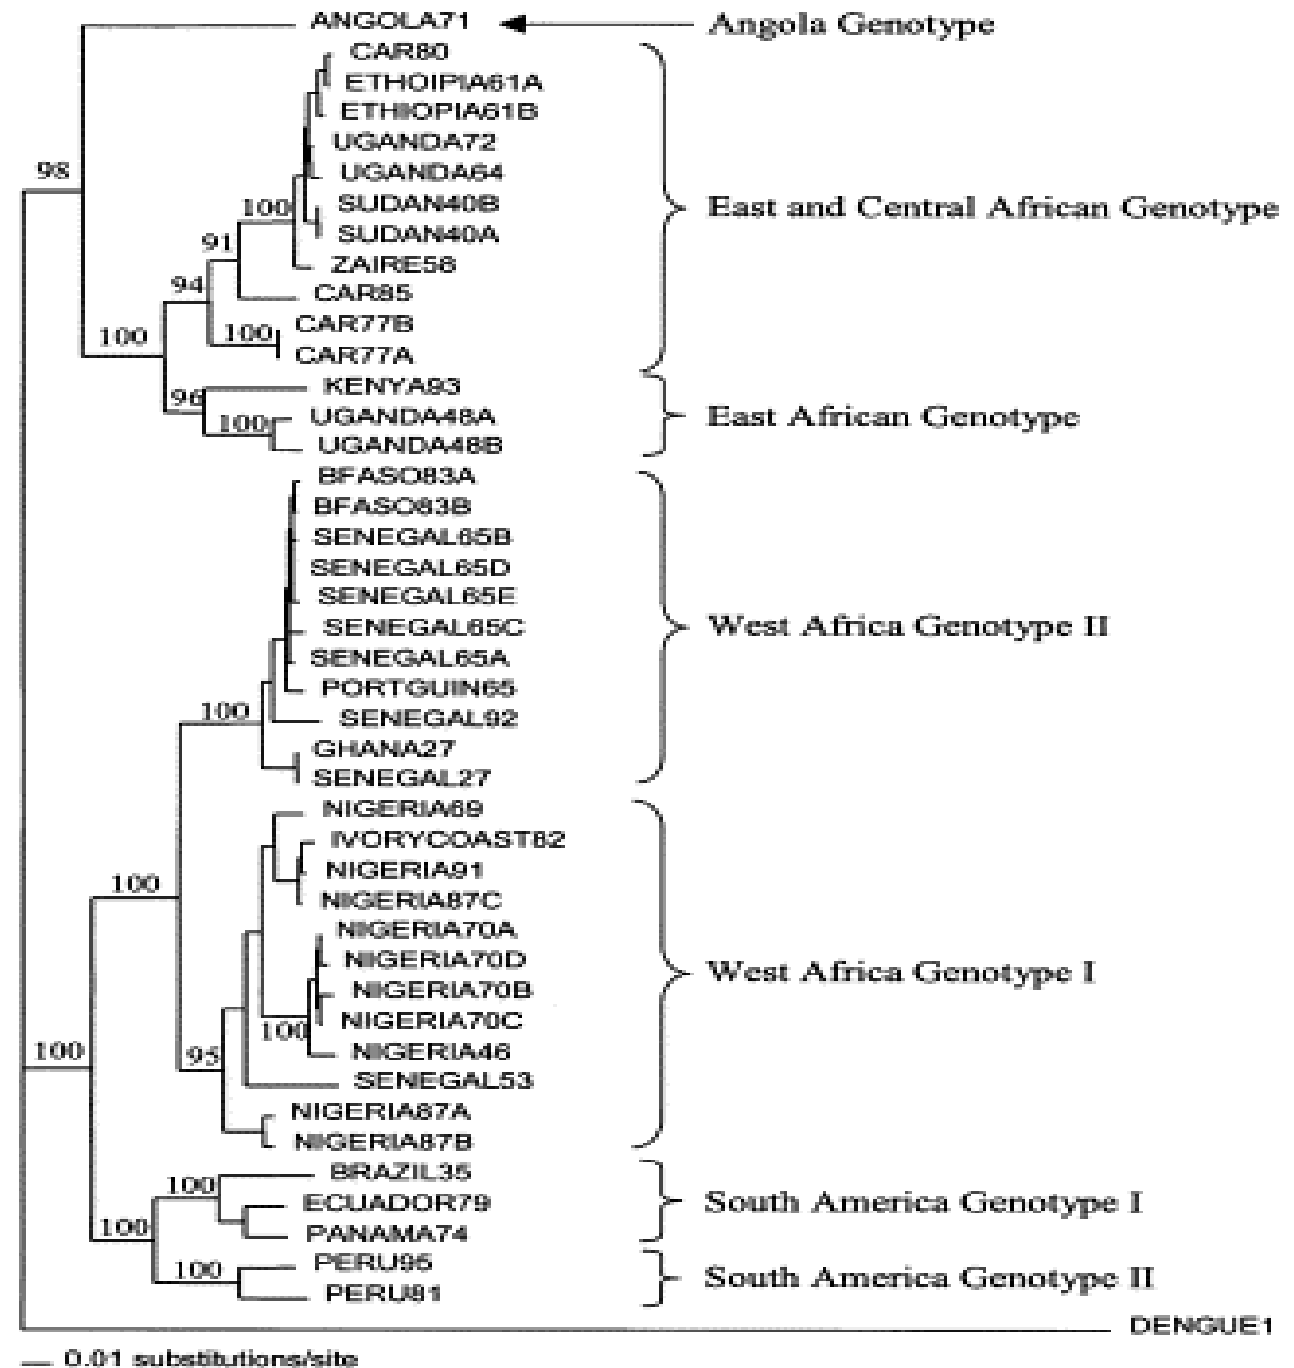 ANGOLA71 Angola Genotype
CAR80
ETHOIPIA61A
ETHIOPIA61B
UGANDA72
98
UGANDA64
100 SUDAN40B East and Central African Genotype
SUDAN40A
91
ZAIRE58
94 CAR85
CAR77B
100 100
CAR77A
KENYA93
96
UGANDA48A East African Genotype
100
UGANDA48B
BFASO83A
BFASO83B
SENEGAL65B
SENEGAL65D
SENEGAL65E
SENEGAL65C West Africa Genotype II
SENEGAL65A
PORTGUIN65
100 SENEGAL92
GHANA27
SENEGAL27
NIGERIA69
IVORYCOAST82
NIGERIA91
100
NIGERIA87C
NIGERIA70A
NIGERIA70D West Africa Genotype I
NIGERIA70B
100 NIGERIA70C
100 95 NIGERIA46
SENEGAL53
NIGERIA87A
NIGERIA87B
BRAZIL35
100
ECUADOR79 South America Genotype I
100 PANAMA74
PERU95
100 South America Genotype II
PERU81
DENGUE1
0.01 substitutions/site